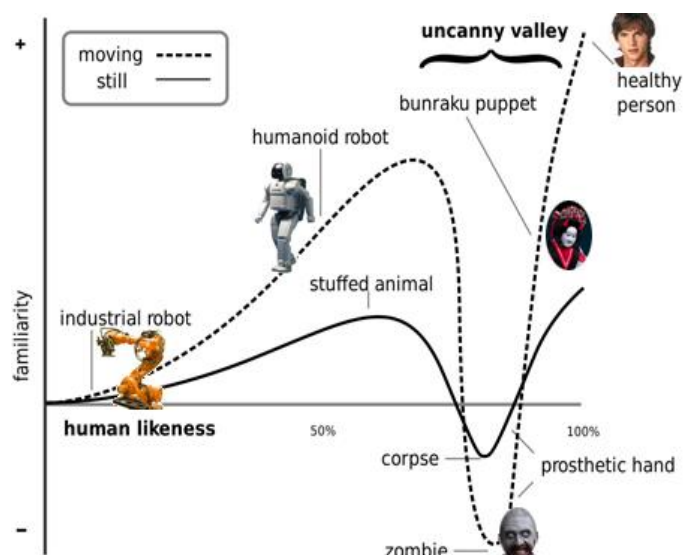 +
uncanny valley
moving
still
healthy
person
bunraku puppet
humanoid robot
stuffed animal
familiarity
industrial robot
human likeness
50%
100%
corpse
prosthetic hand
–
zombie